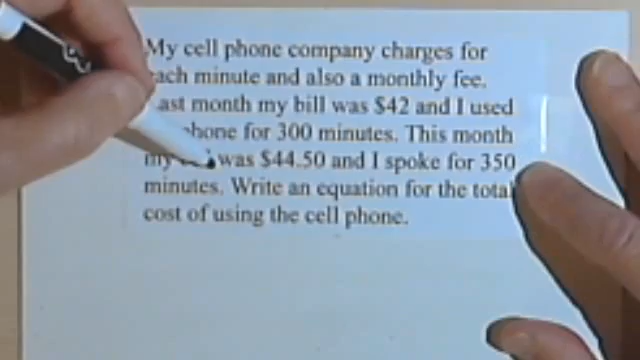 My cell phone company charges for
each minute and also a monthly fee.
Last month my bill was $42 and I used
phone for 300 minutes. This month
my was $44.50 and I spoke for 350
minutes. Write an equation for the total
cost of using the cell phone.